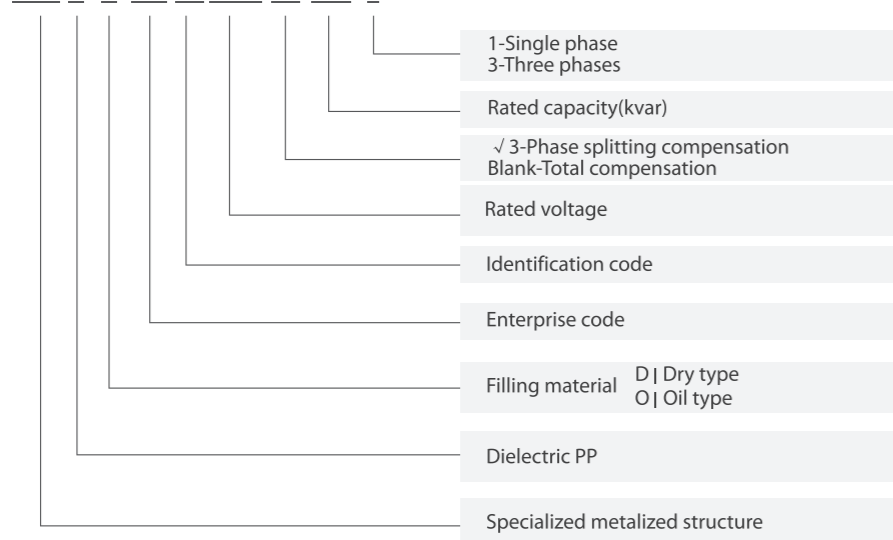 1-Single phase
3-Three phases
Rated capacity(kvar)
√ 3-Phase splitting compensation
Blank-Total compensation
Rated voltage
Identification code
Enterprise code
Filling material D | Dry type
O | Oil type
Dielectric PP
Specialized metalized structure